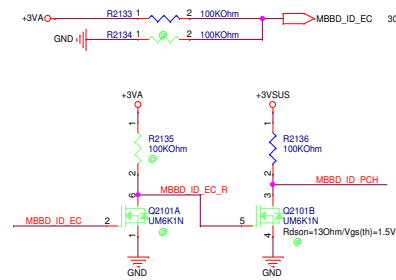 R2133 1 2 100KOhm
+3VA MBBD_ID_EC 30
R2134 1 2 100KOhm
GND @
+3VA +3VSUS
1 1
R2135 R2136
100KOhm 100KOhm
@
2 2
MBBD_ID_EC_R MBBD_ID_PCH
6 3
Q2101A Q2101B
MBBD_ID_EC 2 UM6K1N 5 UM6K1N
Rdson=13Ohm/Vgs(th)=1.5V
1 @ 4 @
GND GND